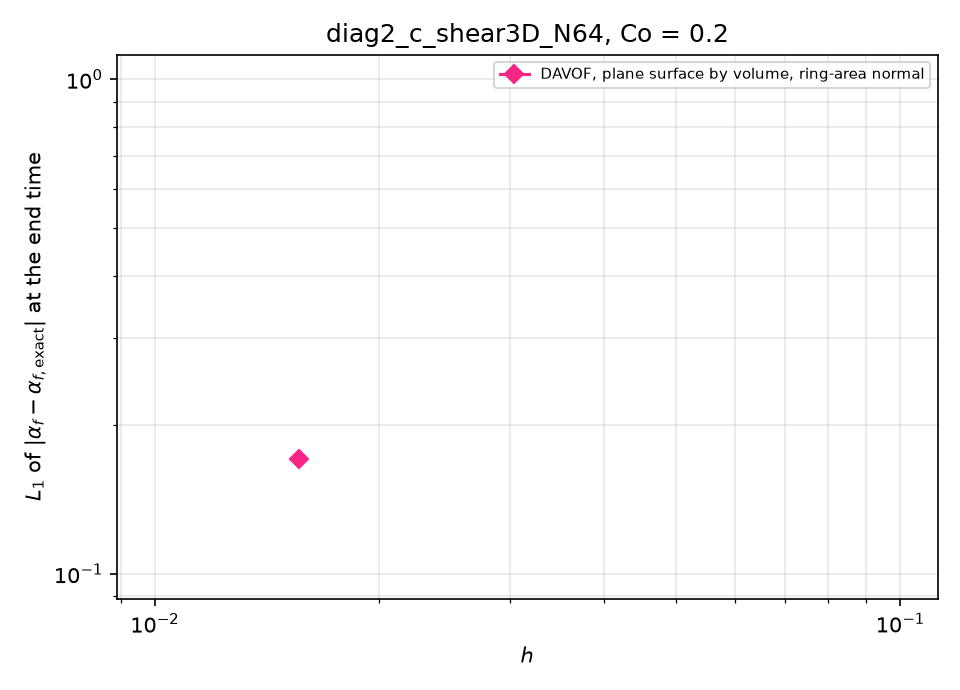 diag2_c_shear3D_N64, Co = 0.2
DAVOF, plane surface by volume, ring-area normal
L₁ of |α_f − α_{f,exact}| at the end time
10⁰
10⁻¹
10⁻²
10⁻¹
h